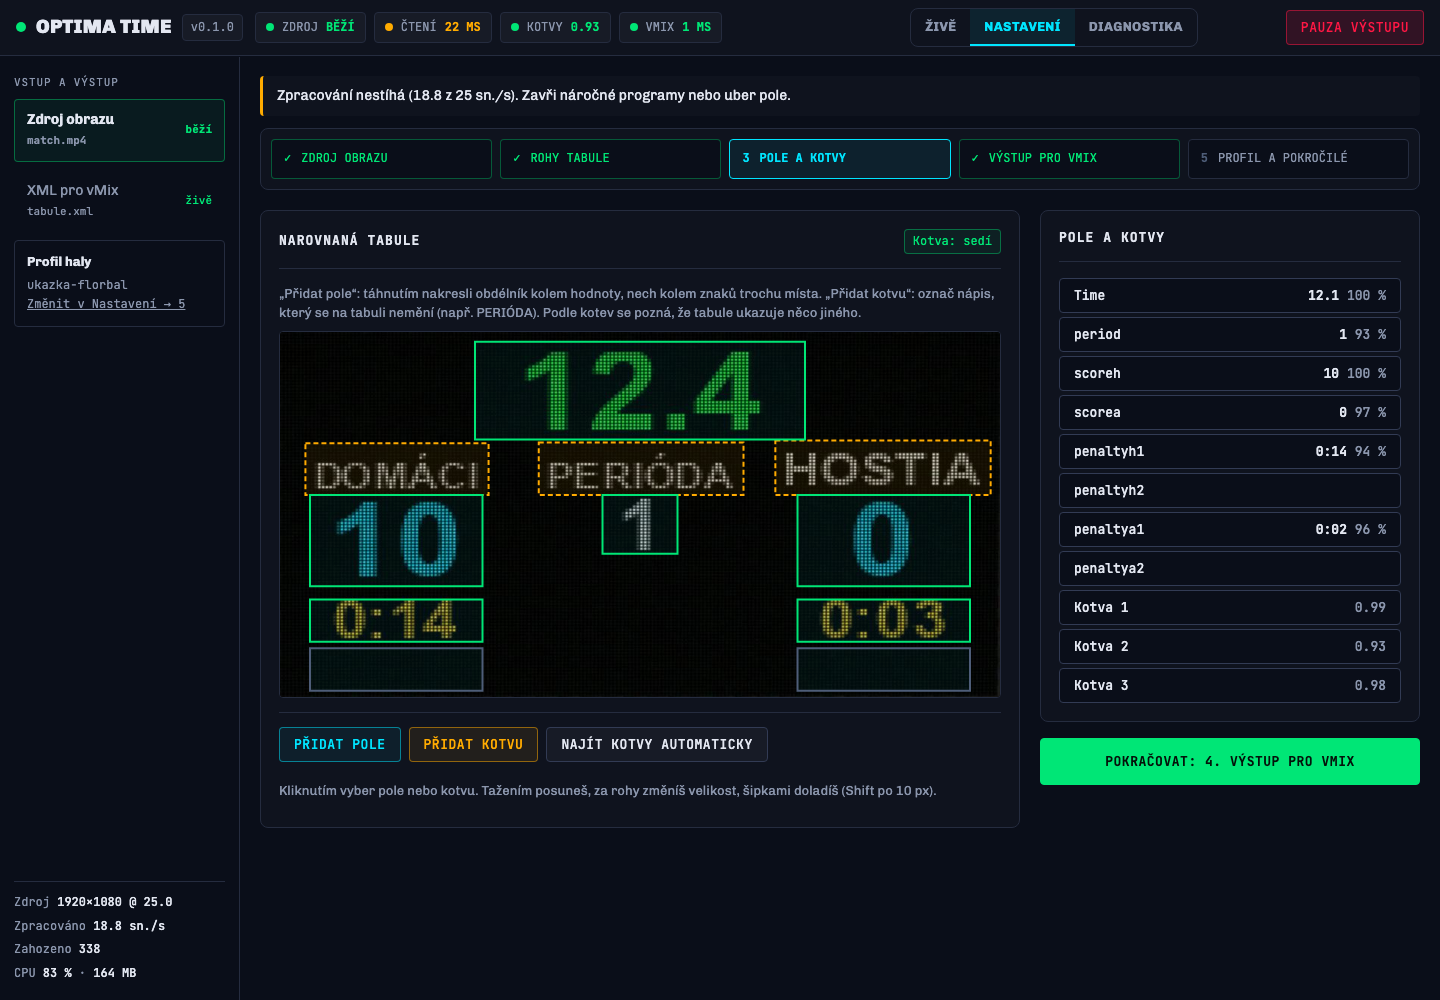 OPTIMA TIME v0.1.0 ZDROJ BĚŽÍ ČTENÍ 22 MS KOTVY 0.93 VMIX 1 MS ŽIVĚ NASTAVENÍ DIAGNOSTIKA PAUZA VÝSTUPU
VSTUP A VÝSTUP
Zdroj obrazu
match.mp4
běží
XML pro vMix
tabule.xml
živě
Profil haly
ukazka-florbal
Změnit v Nastavení → 5
Zdroj 1920×1080 @ 25.0
Zpracováno 18.8 sn./s
Zahozeno 338
CPU 83 % · 164 MB
Zpracování nestíhá (18.8 z 25 sn./s). Zavři náročné programy nebo uber pole.
✓ ZDROJ OBRAZU
✓ ROHY TABULE
3 POLE A KOTVY
✓ VÝSTUP PRO VMIX
5 PROFIL A POKROČILÉ
NAROVNANÁ TABULE
Kotva: sedí
„Přidat pole“: táhnutím nakresli obdélník kolem hodnoty, nech kolem znaků trochu místa. „Přidat kotvu“: označ nápis,
který se na tabuli nemění (např. PERIÓDA). Podle kotev se pozná, že tabule ukazuje něco jiného.
12.4
DOMÁCI PERIÓDA HOSTIA
10 1 0
0:14 0:03
PŘIDAT POLE
PŘIDAT KOTVU
NAJÍT KOTVY AUTOMATICKY
Kliknutím vyber pole nebo kotvu. Tažením posuneš, za rohy změníš velikost, šipkami doladíš (Shift po 10 px).
POLE A KOTVY
Time 12.1 100 %
period 1 93 %
scoreh 10 100 %
scorea 0 97 %
penaltyh1 0:14 94 %
penaltyh2
penaltya1 0:02 96 %
penaltya2
Kotva 1 0.99
Kotva 2 0.93
Kotva 3 0.98
POKRAČOVAT: 4. VÝSTUP PRO VMIX